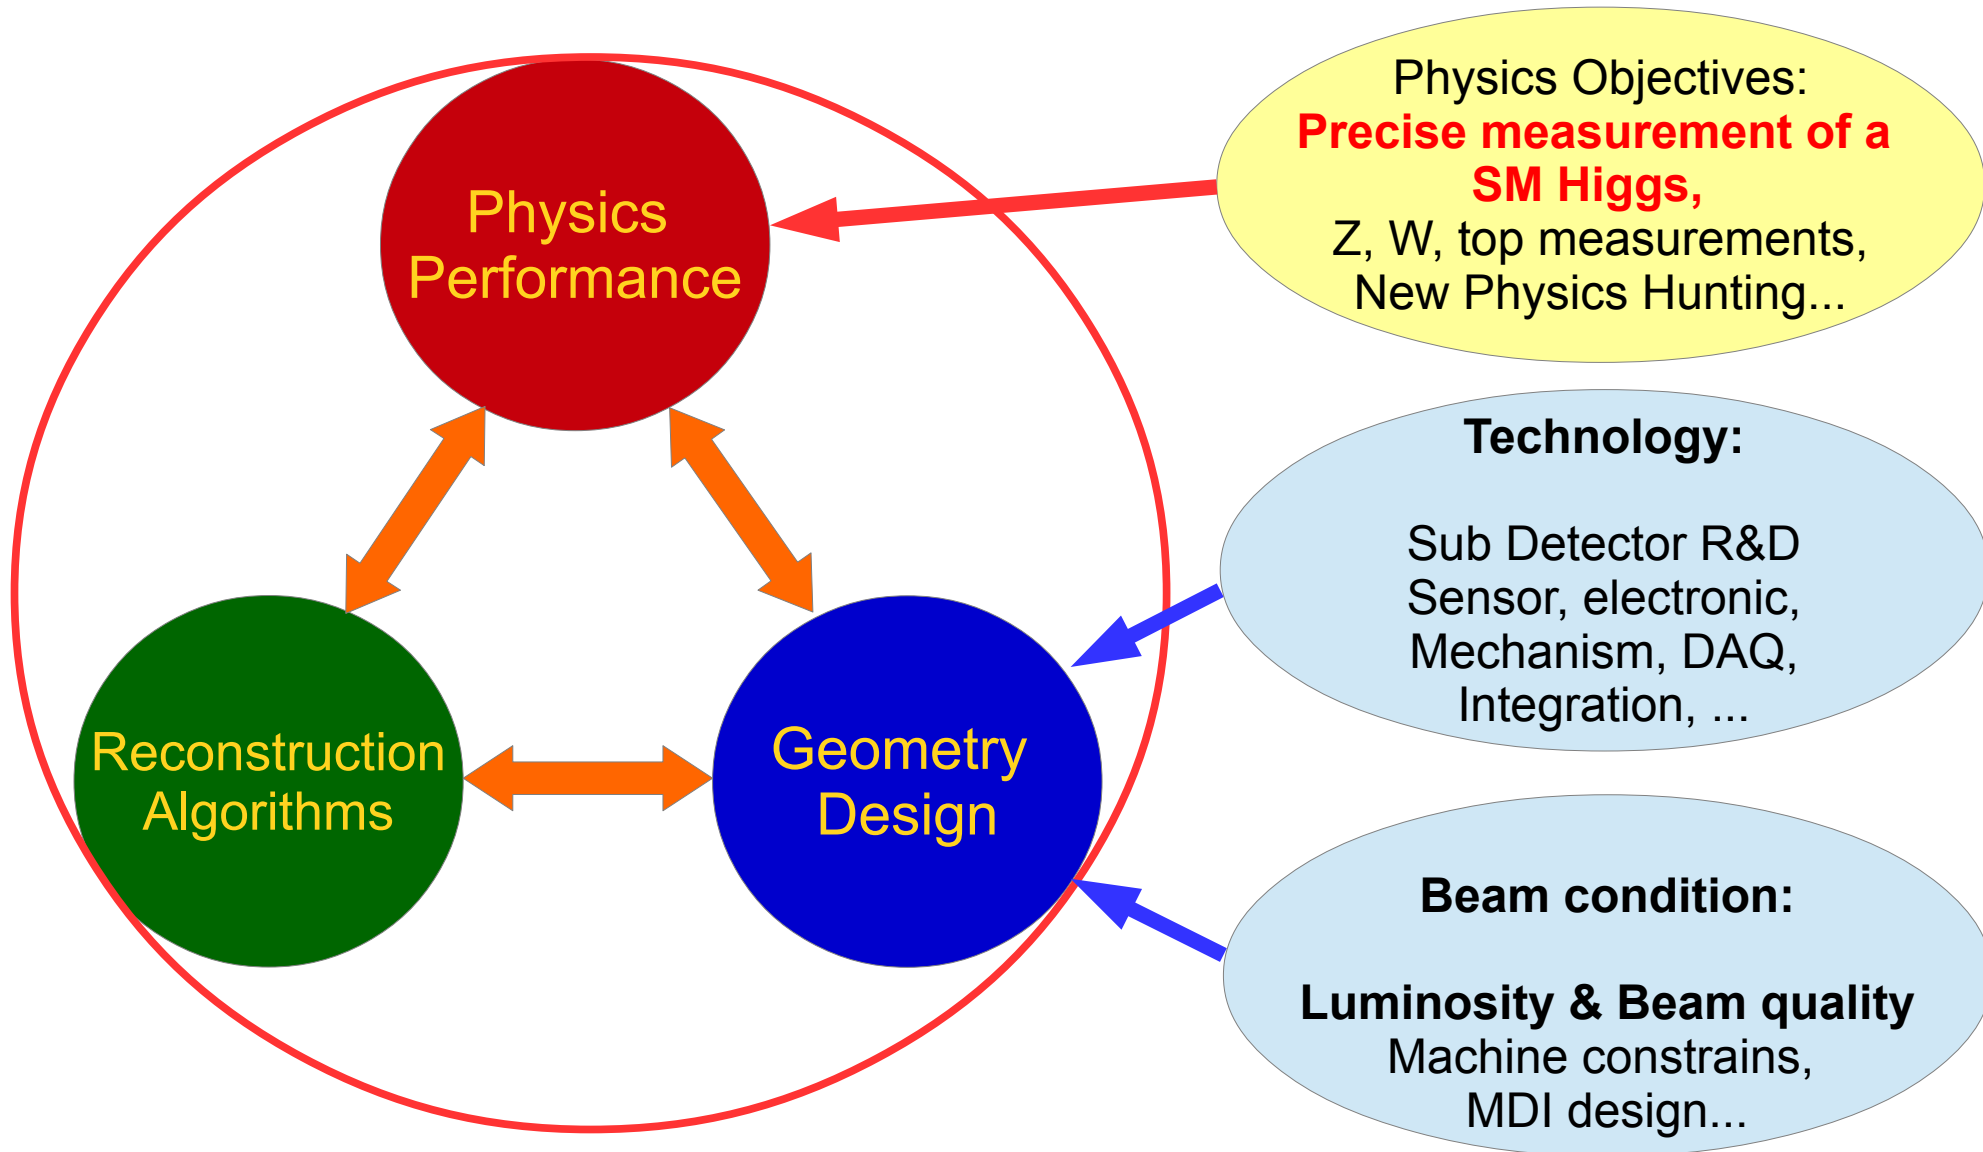 Physics
Performance
Reconstruction
Algorithms
Geometry
Design
Physics Objectives:
Precise measurement of a
SM Higgs,
Z, W, top measurements,
New Physics Hunting...
Technology:
Sub Detector R&D
Sensor, electronic,
Mechanism, DAQ,
Integration, ...
Beam condition:
Luminosity & Beam quality
Machine constrains,
MDI design...